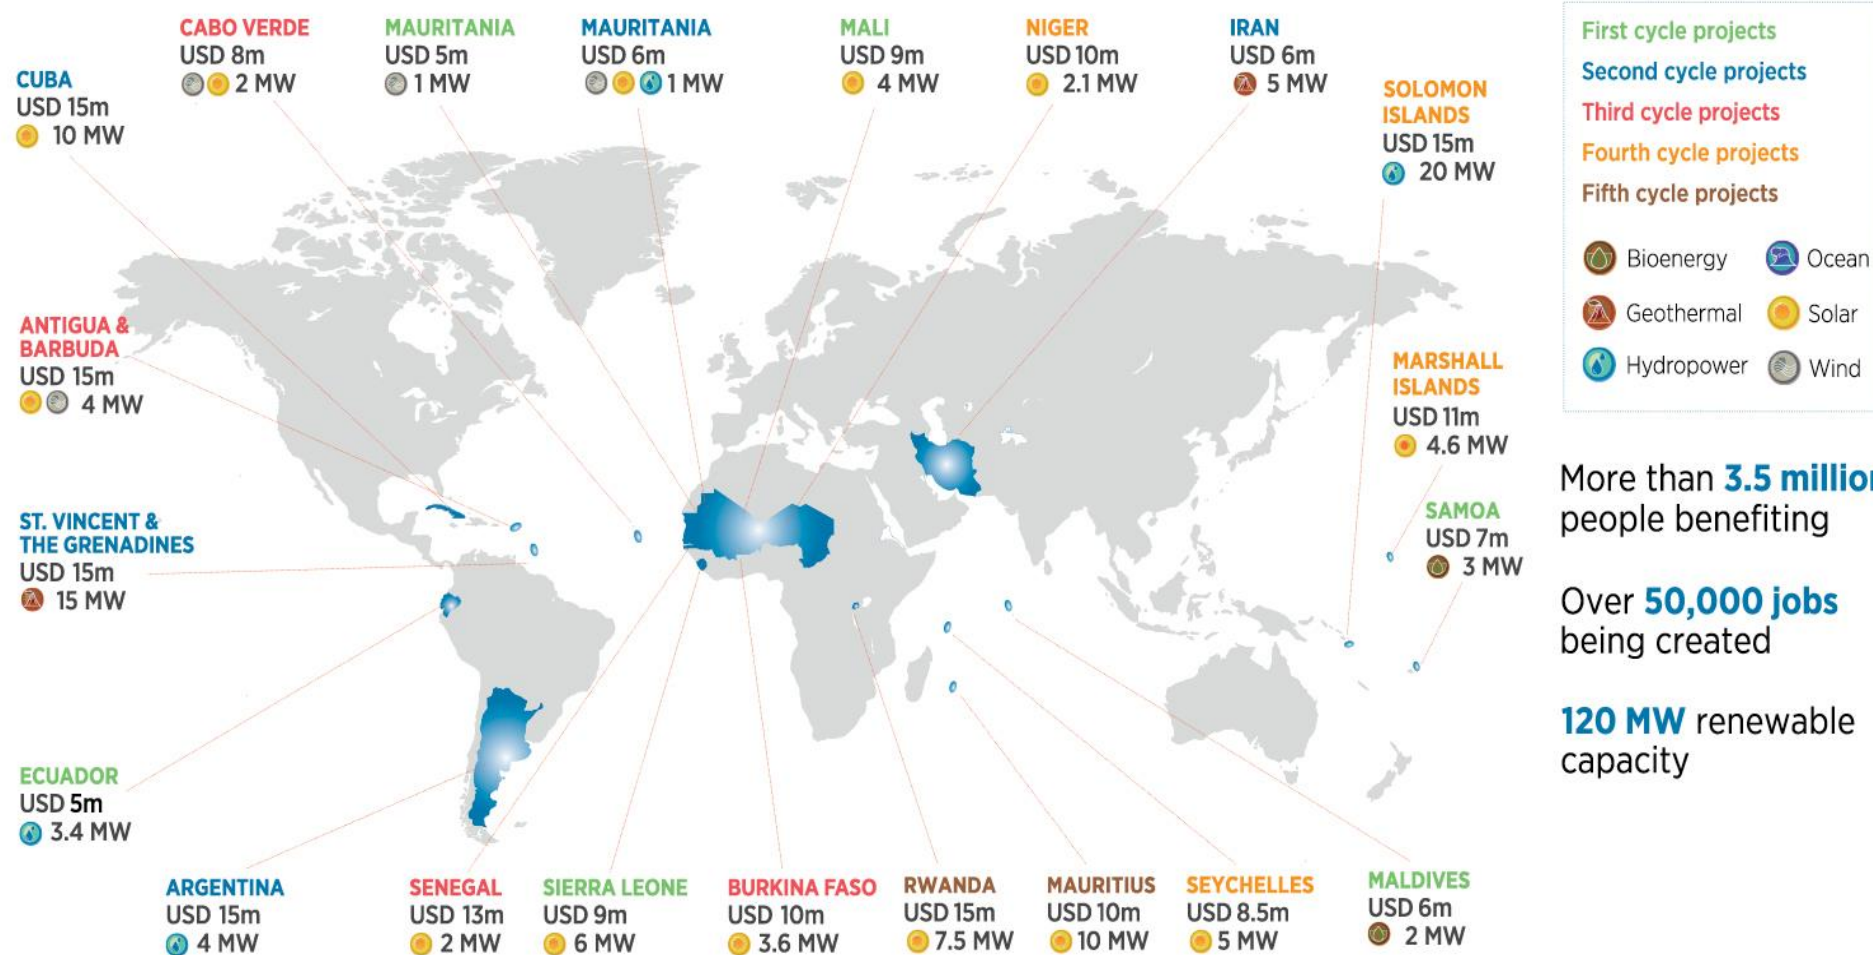 CABO VERDE
USD 8m
2 MW
MAURITANIA
USD 5m
1 MW
MAURITANIA
USD 6m
1 MW
MALI
USD 9m
4 MW
NIGER
USD 10m
2.1 MW
IRAN
USD 6m
5 MW
CUBA
USD 15m
10 MW
SOLOMON
ISLANDS
USD 15m
20 MW
ANTIGUA &
BARBUDA
USD 15m
4 MW
MARSHALL
ISLANDS
USD 11m
4.6 MW
ST. VINCENT &
THE GRENADINES
USD 15m
15 MW
SAMOA
USD 7m
3 MW
ECUADOR
USD 5m
3.4 MW
ARGENTINA
USD 15m
4 MW
SENEGAL
USD 13m
2 MW
SIERRA LEONE
USD 9m
6 MW
BURKINA FASO
USD 10m
3.6 MW
RWANDA
USD 15m
7.5 MW
MAURITIUS
USD 10m
10 MW
SEYCHELLES
USD 8.5m
5 MW
MALDIVES
USD 6m
2 MW
First cycle projects
Second cycle projects
Third cycle projects
Fourth cycle projects
Fifth cycle projects
Bioenergy
Ocean
Geothermal
Solar
Hydropower
Wind
More than 3.5 million
people benefiting
Over 50,000 jobs
being created
120 MW renewable
capacity